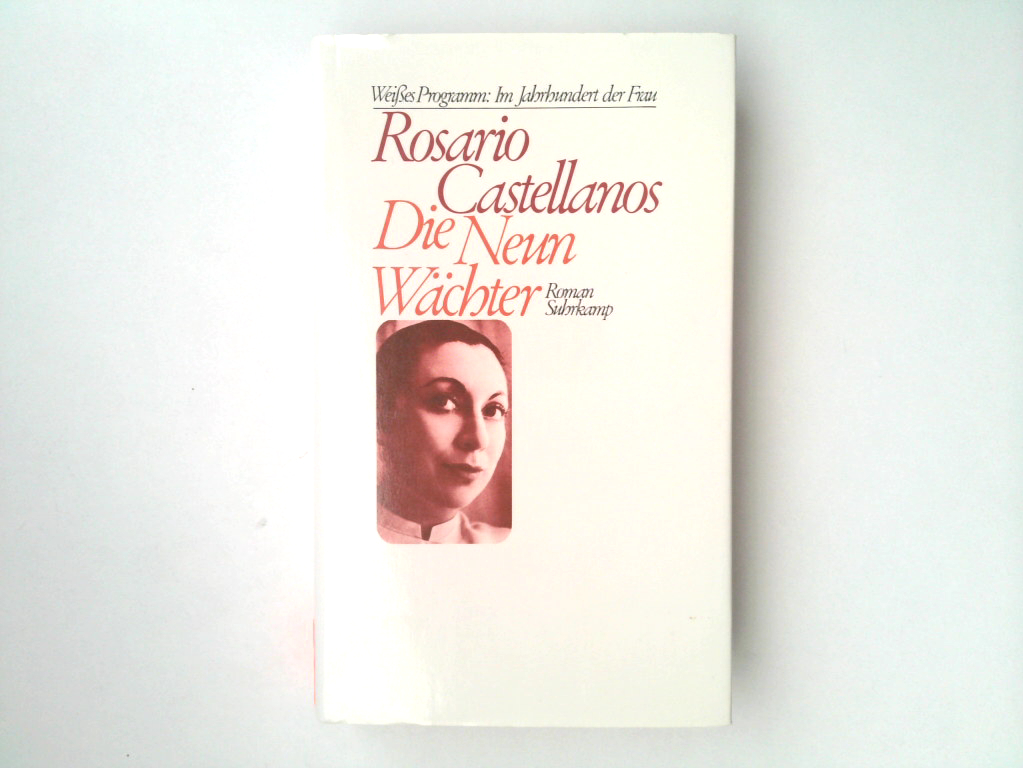 Weißes Programm: Im Jahrhundert der Frau
Rosario
Castellanos
Die Neun
Wächter
Roman
Suhrkamp